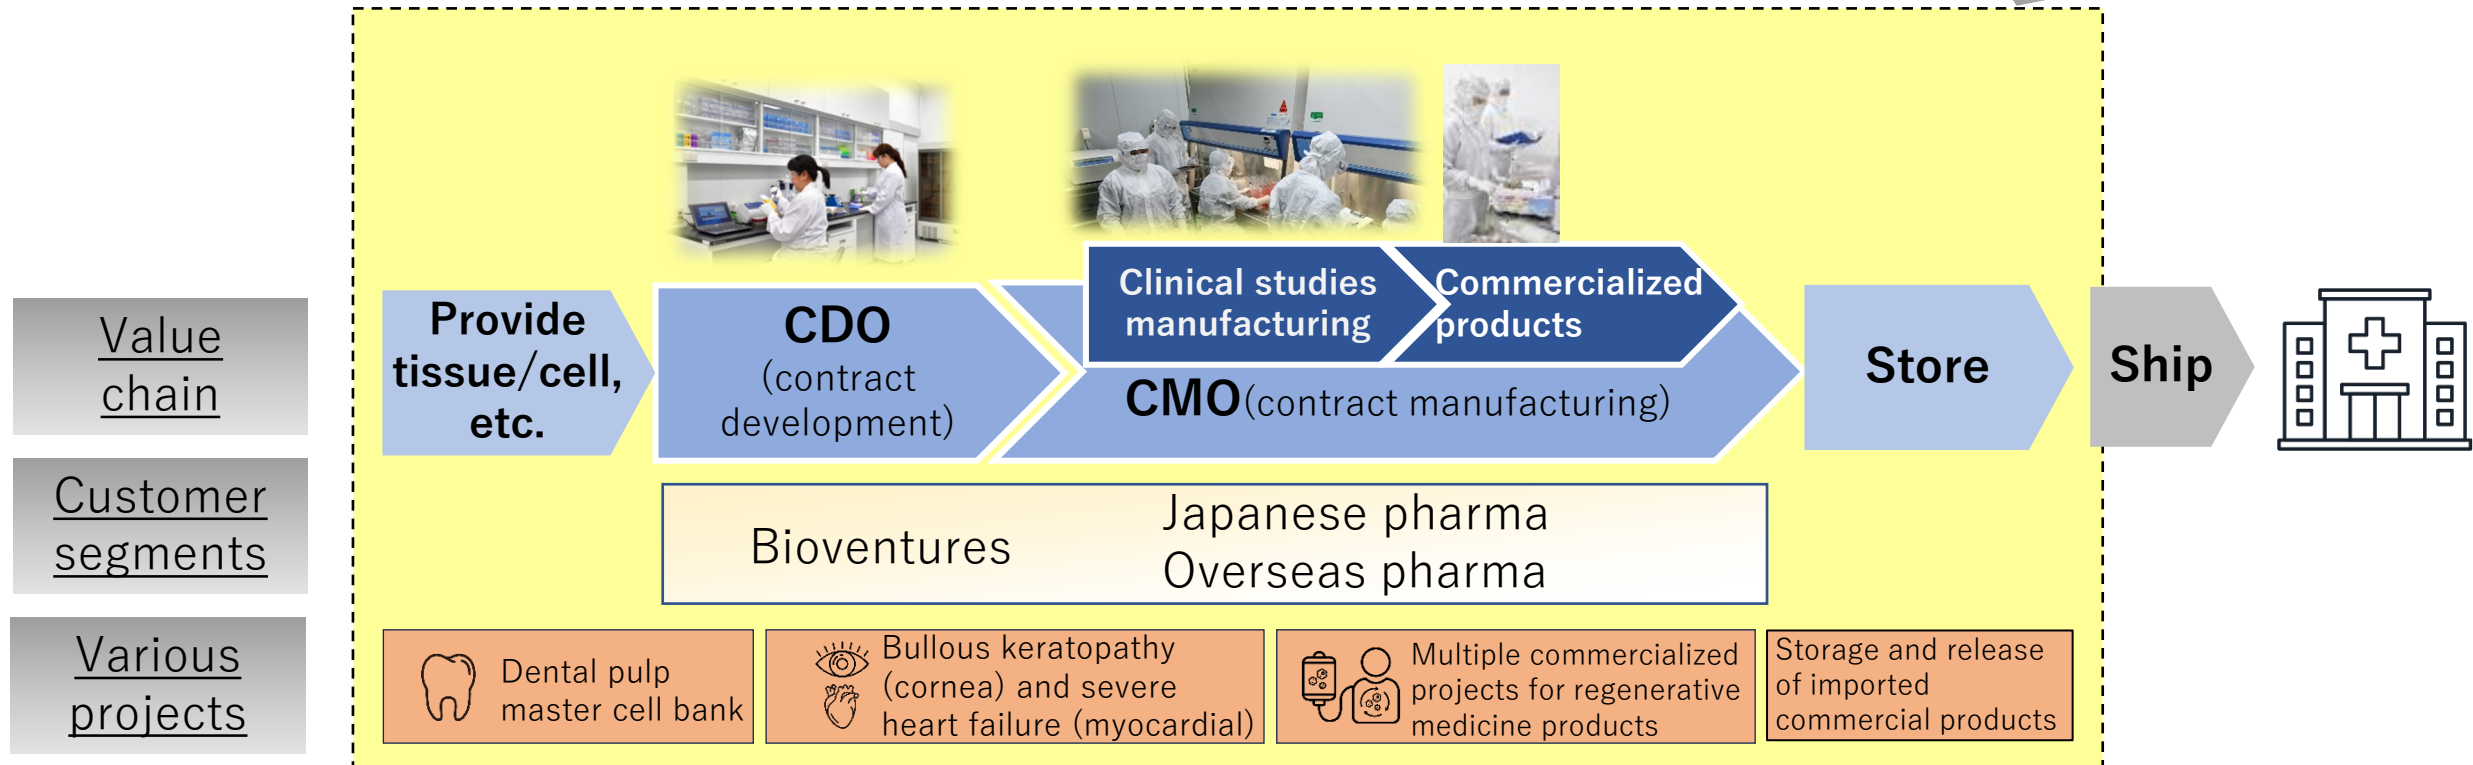 Value
chain
Provide
tissue/cell,
etc.
CDO
(contract
development)
Clinical studies
manufacturing
Commercialized
products
CMO(contract manufacturing)
Store
Ship
Customer
segments
Bioventures
Japanese pharma
Overseas pharma
Various
projects
Dental pulp
master cell bank
Bullous keratopathy
(cornea) and severe
heart failure (myocardial)
Multiple commercialized
projects for regenerative
medicine products
Storage and release
of imported
commercial products